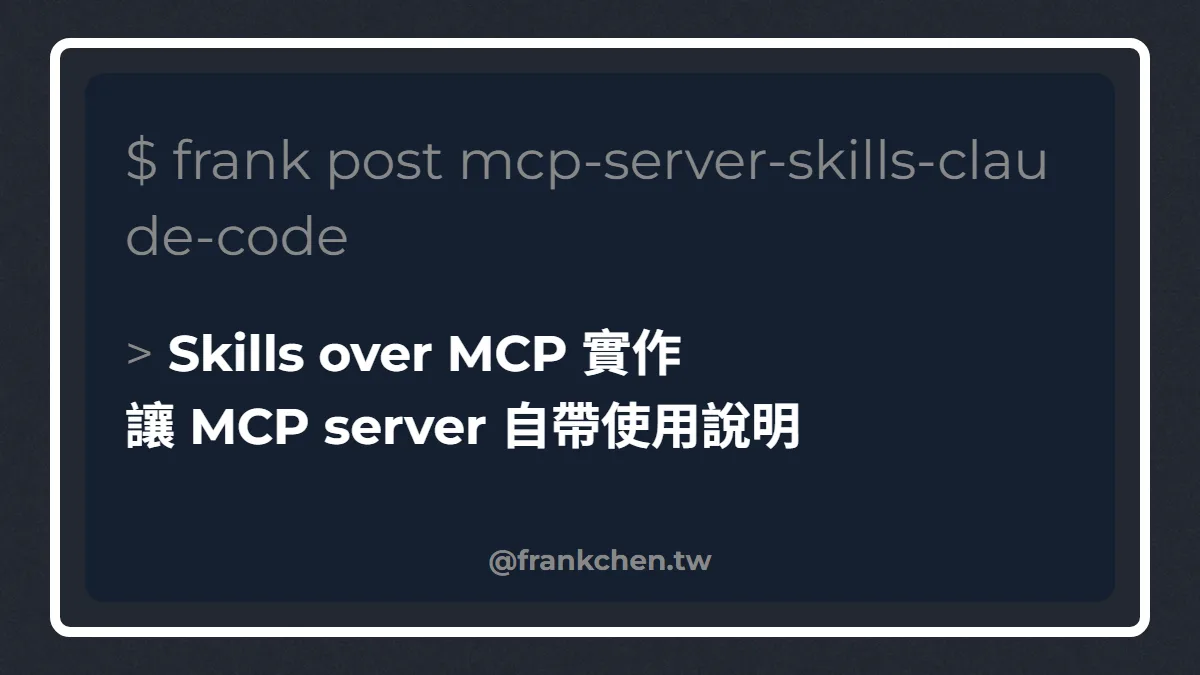 $ frank post mcp-server-skills-clau
de-code
> Skills over MCP 實作
讓 MCP server 自帶使用說明
@frankchen.tw